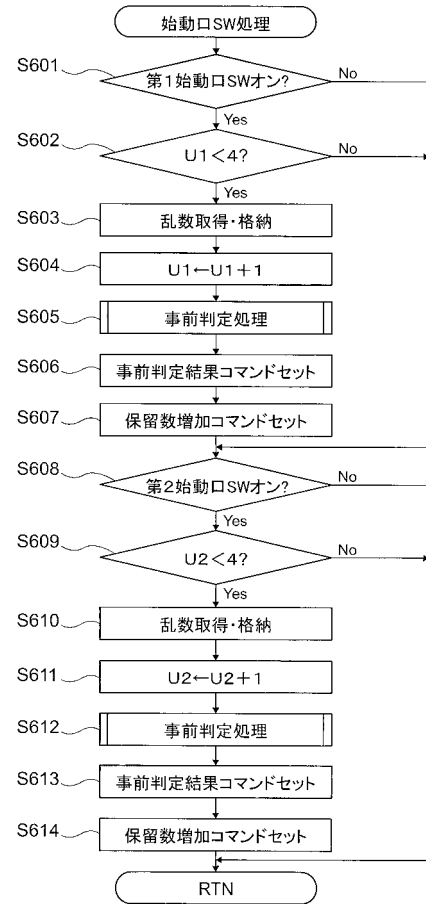 始動口SW処理
S601
第1始動口SWオン?
No
Yes
S602
U1<4?
No
Yes
S603
乱数取得・格納
S604
U1←U1+1
S605
事前判定処理
S606
事前判定結果コマンドセット
S607
保留数増加コマンドセット
S608
第2始動口SWオン?
No
Yes
S609
U2<4?
No
Yes
S610
乱数取得・格納
S611
U2←U2+1
S612
事前判定処理
S613
事前判定結果コマンドセット
S614
保留数増加コマンドセット
RTN